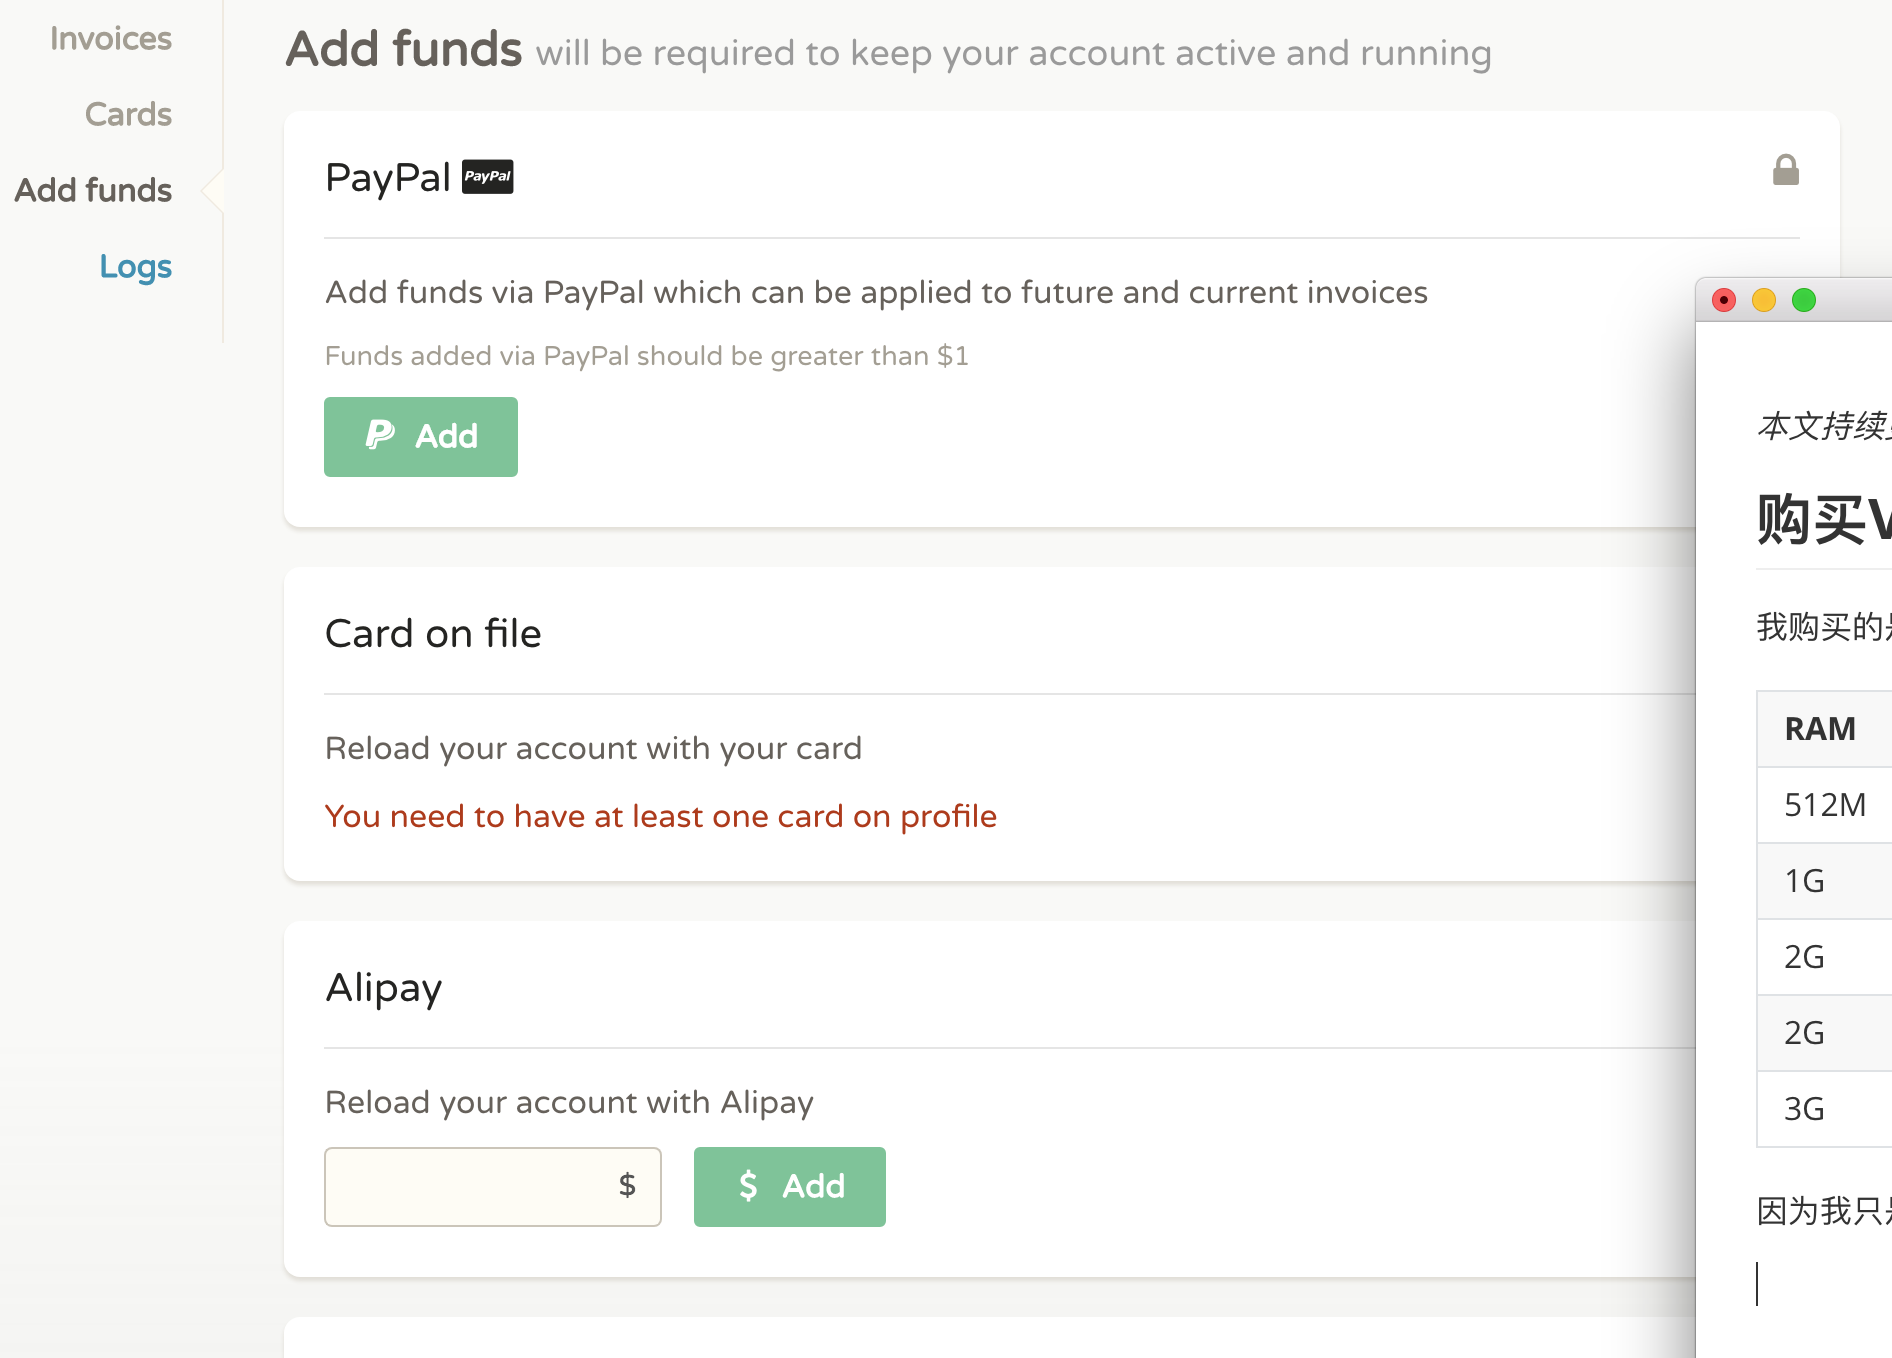 Invoices
Cards
Add funds
Logs
Add funds will be required to keep your account active and running
PayPal PayPal
Add funds via PayPal which can be applied to future and current invoices
Funds added via PayPal should be greater than $1
Add
Card on file
Reload your account with your card
You need to have at least one card on profile
Alipay
Reload your account with Alipay
$
$ Add
本文持续
购买V
我购买的
RAM
512M
1G
2G
2G
3G
因为我只